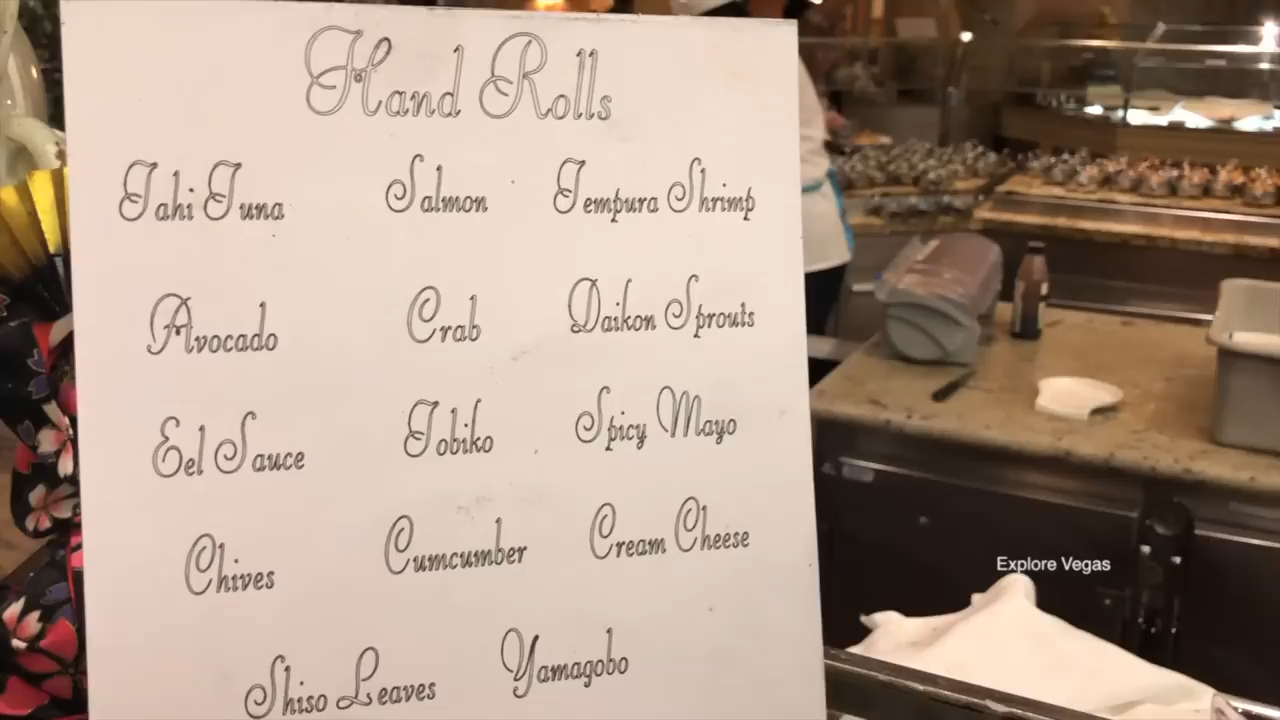 Hand Rolls
Tahi Tuna Salmon Tempura Shrimp
Avocado Crab Daikon Sprouts
Eel Sauce Tobiko Spicy Mayo
Chives Cumcumber Cream Cheese
Shiso Leaves Yamagobo
Explore Vegas